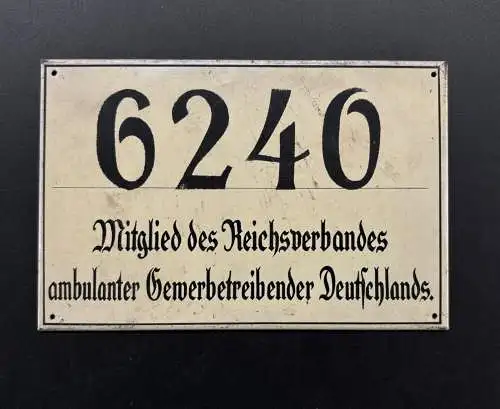 6240
Mitglied des Reichsverbandes
ambulanter Gewerbetreibender Deutschlands.